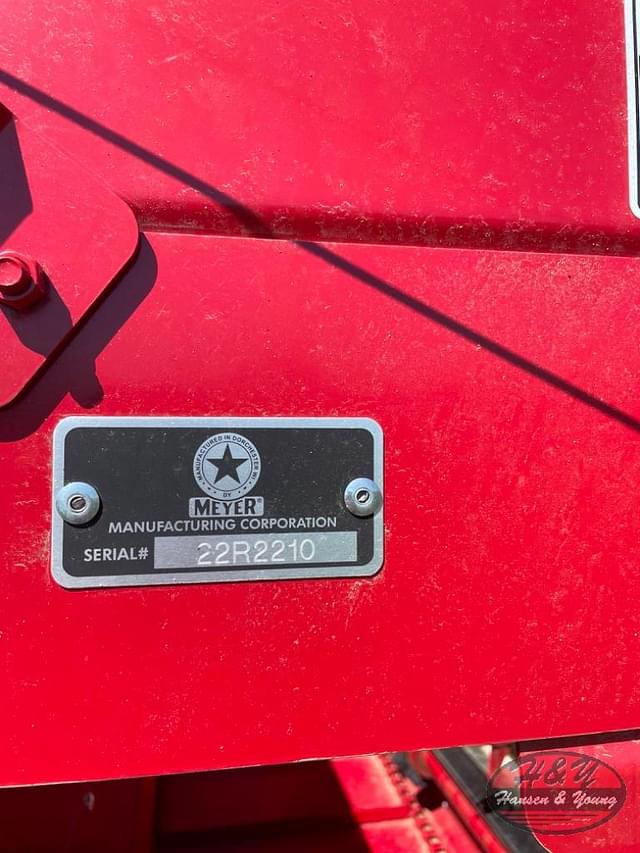 MANUFACTURED IN DORCHESTER WI
BY
MEYER®
MANUFACTURING CORPORATION
SERIAL# 22R2210
H&Y
Hansen & Young